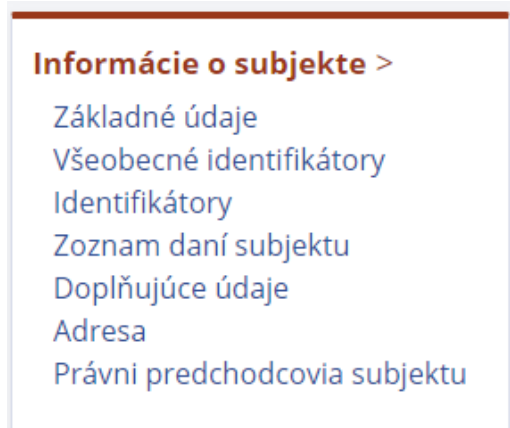 Informácie o subjekte >
Základné údaje
Všeobecné identifikátory
Identifikátory
Zoznam daní subjektu
Doplňujúce údaje
Adresa
Právni predchodcovia subjektu